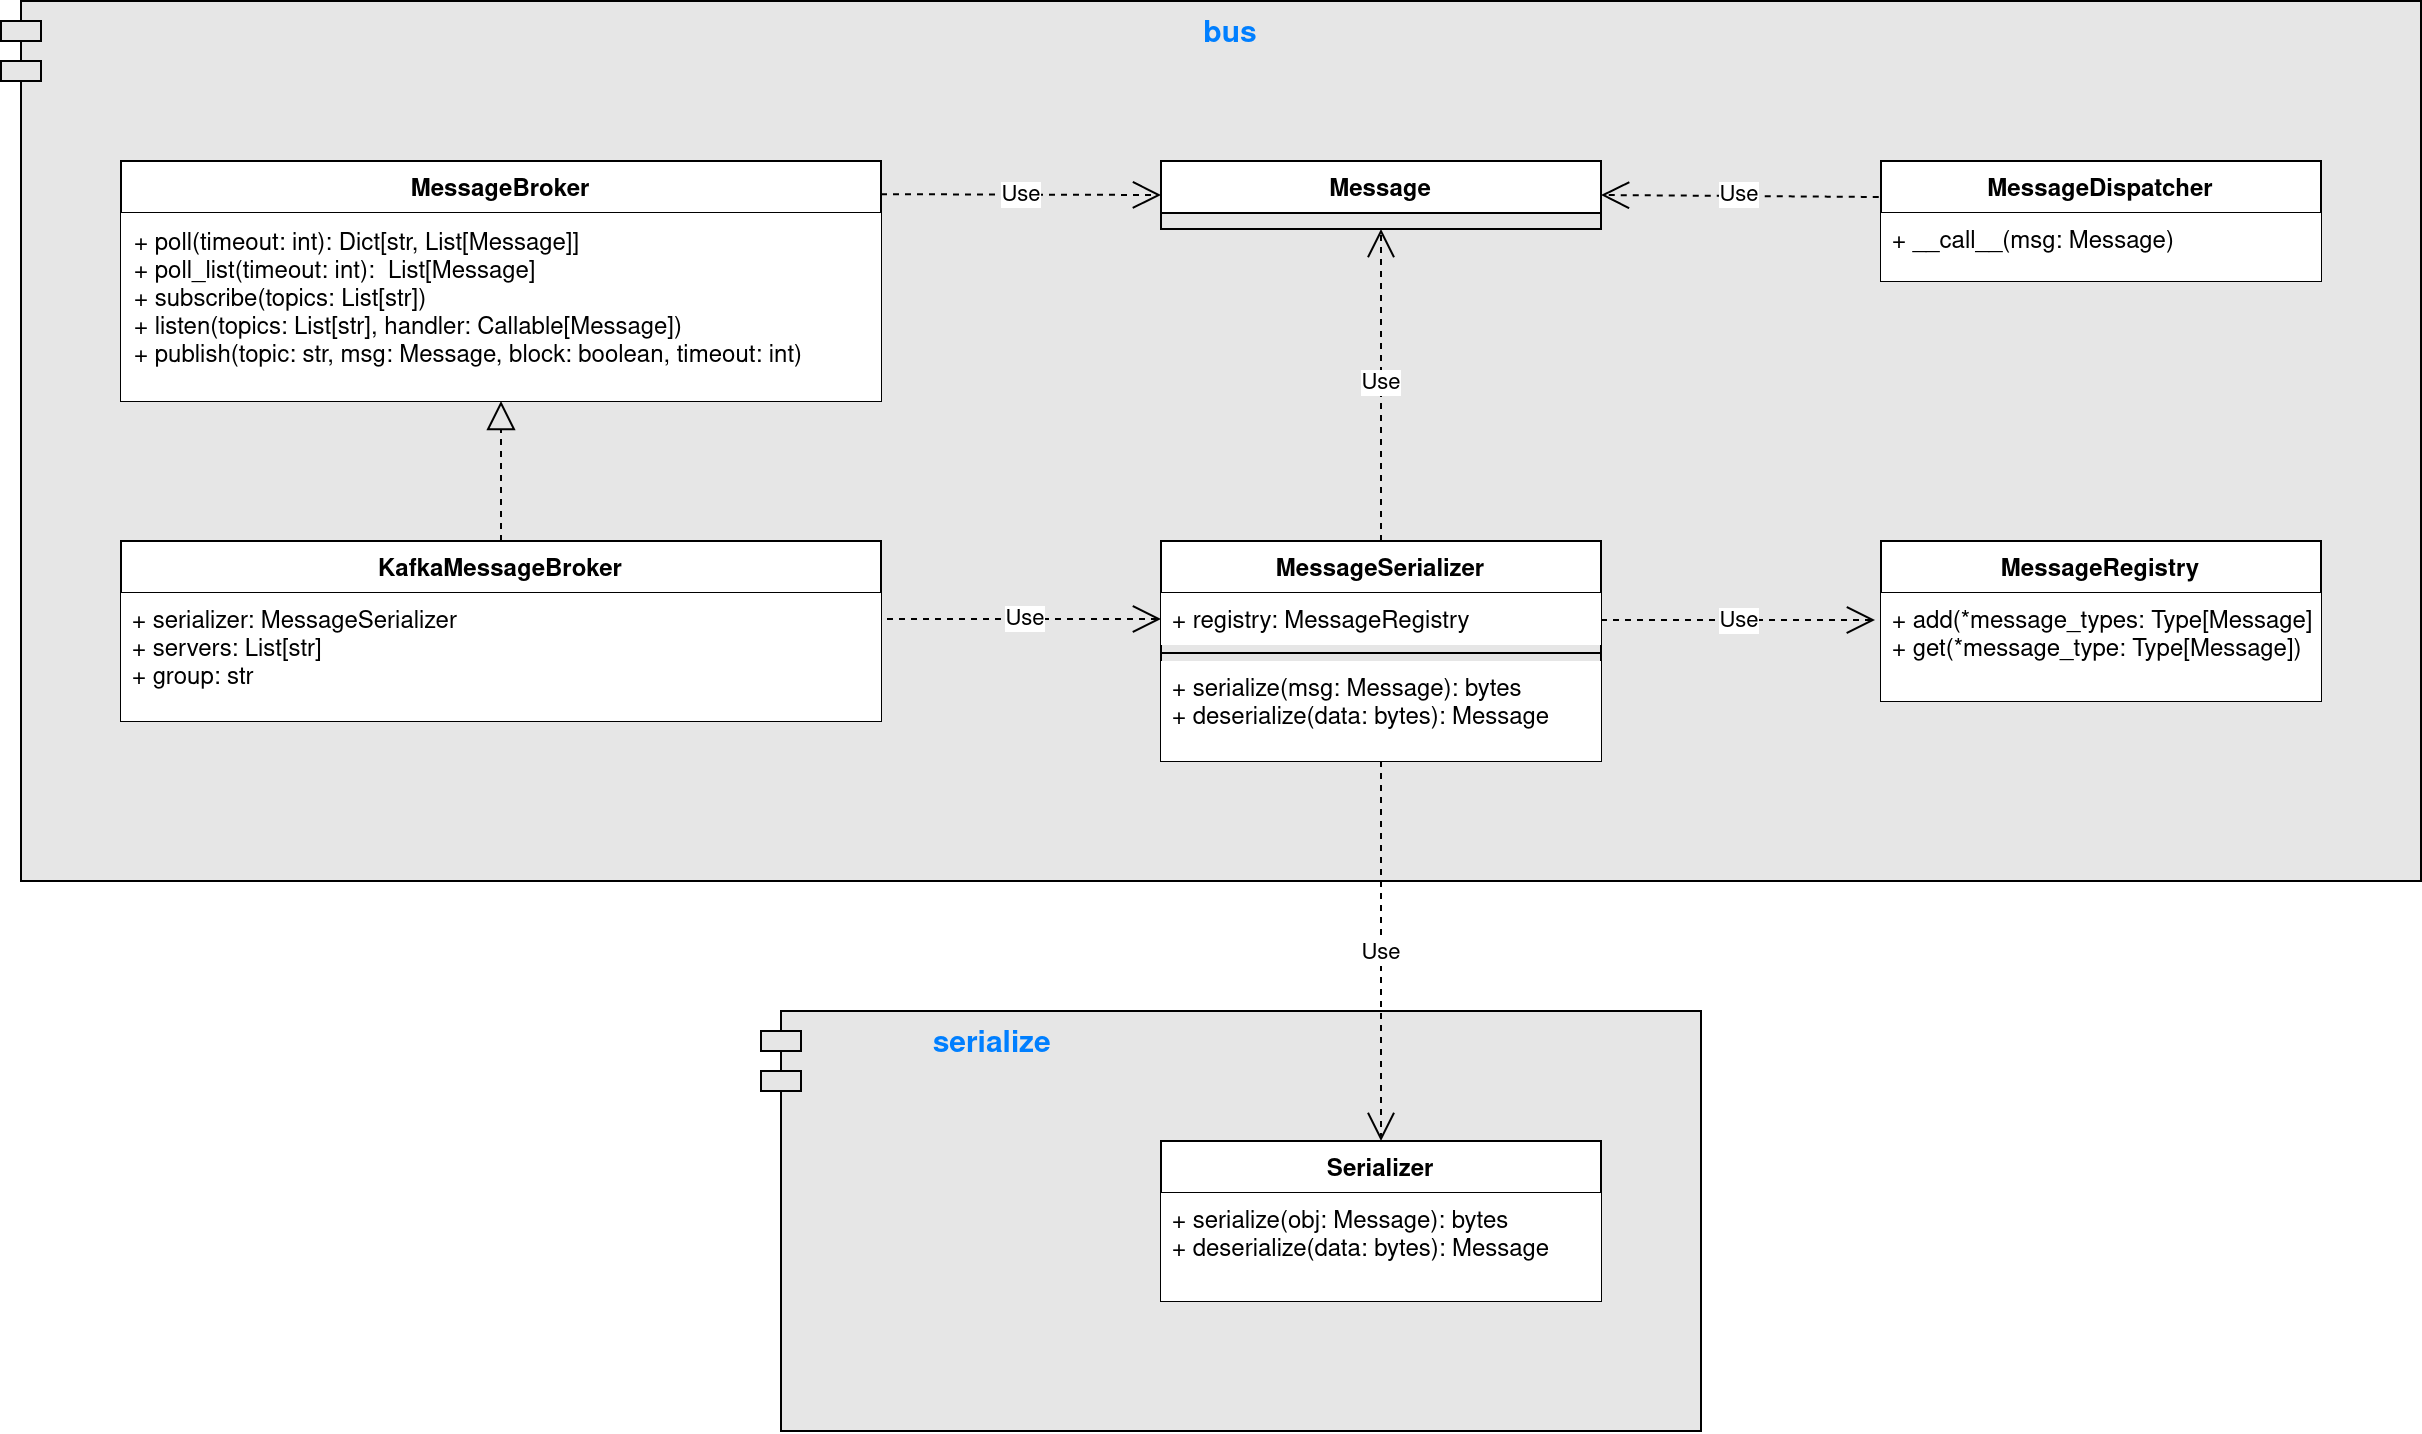 bus
MessageBroker
+ poll(timeout: int): Dict[str, List[Message]]
+ poll_list(timeout: int):  List[Message]
+ subscribe(topics: List[str])
+ listen(topics: List[str], handler: Callable[Message])
+ publish(topic: str, msg: Message, block: boolean, timeout: int)
Use
Message
Use
MessageDispatcher
+ __call__(msg: Message)
Use
KafkaMessageBroker
+ serializer: MessageSerializer
+ servers: List[str]
+ group: str
Use
MessageSerializer
+ registry: MessageRegistry
+ serialize(msg: Message): bytes
+ deserialize(data: bytes): Message
Use
MessageRegistry
+ add(*message_types: Type[Message]
+ get(*message_type: Type[Message])
Use
serialize
Serializer
+ serialize(obj: Message): bytes
+ deserialize(data: bytes): Message